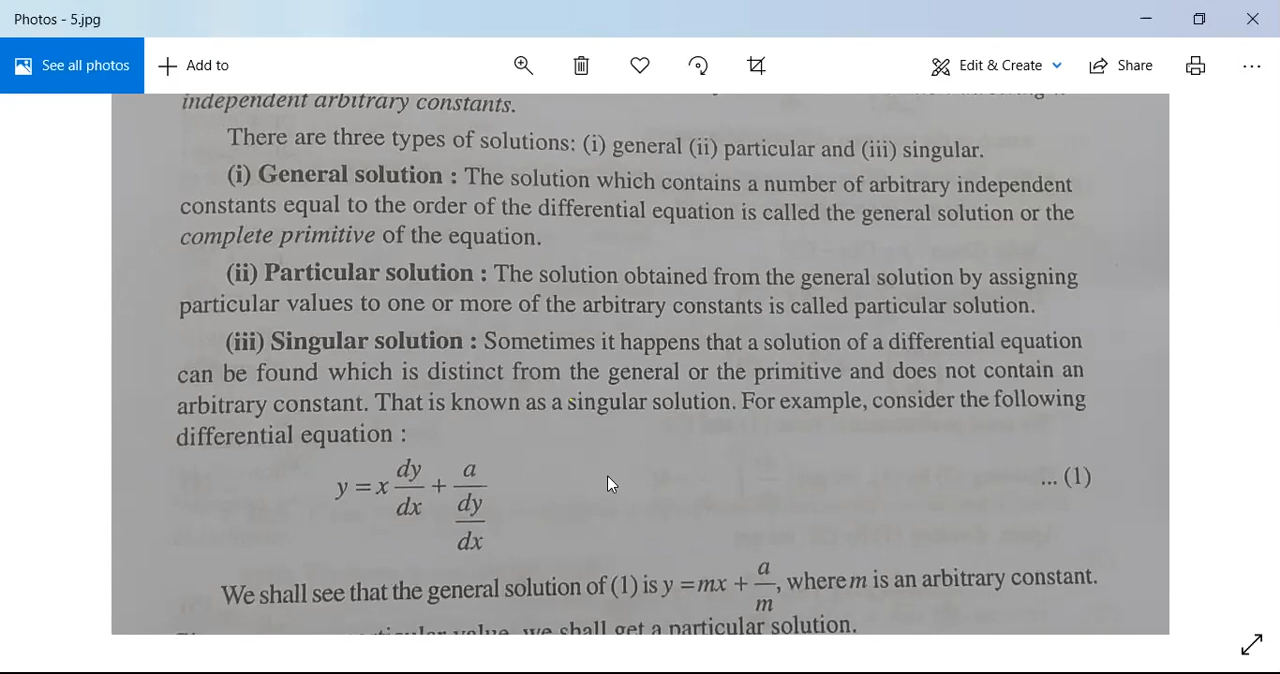 Photos - 5.jpg
See all photos
Add to
Edit & Create
Share
independent arbitrary constants.
There are three types of solutions: (i) general (ii) particular and (iii) singular.
(i) General solution : The solution which contains a number of arbitrary independent
constants equal to the order of the differential equation is called the general solution or the
complete primitive of the equation.
(ii) Particular solution : The solution obtained from the general solution by assigning
particular values to one or more of the arbitrary constants is called particular solution.
(iii) Singular solution : Sometimes it happens that a solution of a differential equation
can be found which is distinct from the general or the primitive and does not contain an
arbitrary constant. That is known as a singular solution. For example, consider the following
differential equation :
y = x dy/dx + a/(dy/dx) ... (1)
We shall see that the general solution of (1) is y = mx + a/m, where m is an arbitrary constant.
value, we shall get a particular solution.